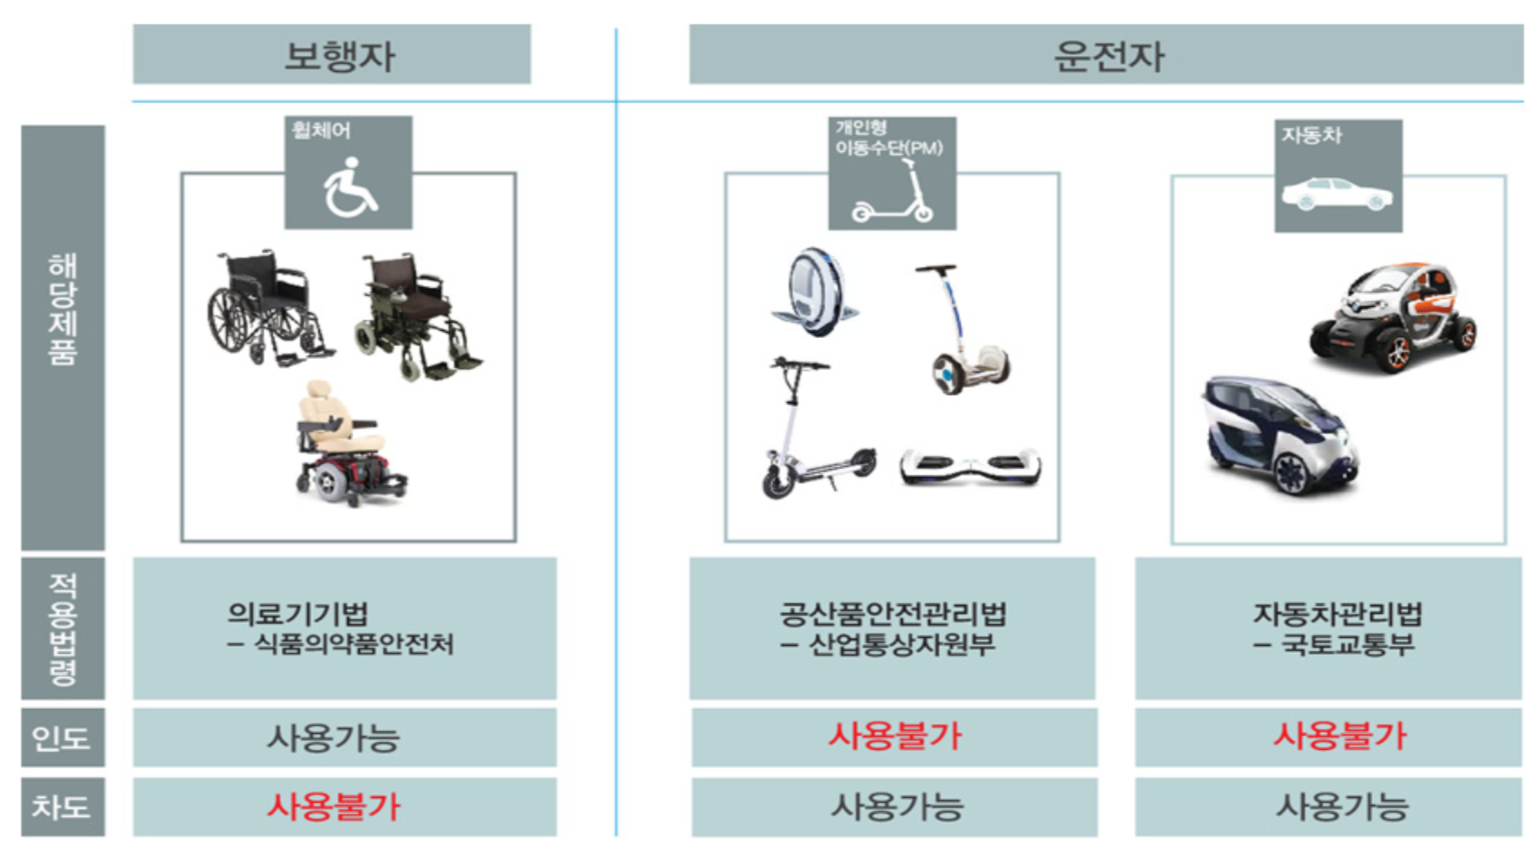 보행자
운전자
휠체어
개인형
이동수단(PM)
자동차
해당제품
적용법령
의료기기법
– 식품의약품안전처
공산품안전관리법
– 산업통상자원부
자동차관리법
– 국토교통부
인도
사용가능
사용불가
사용불가
차도
사용불가
사용가능
사용가능